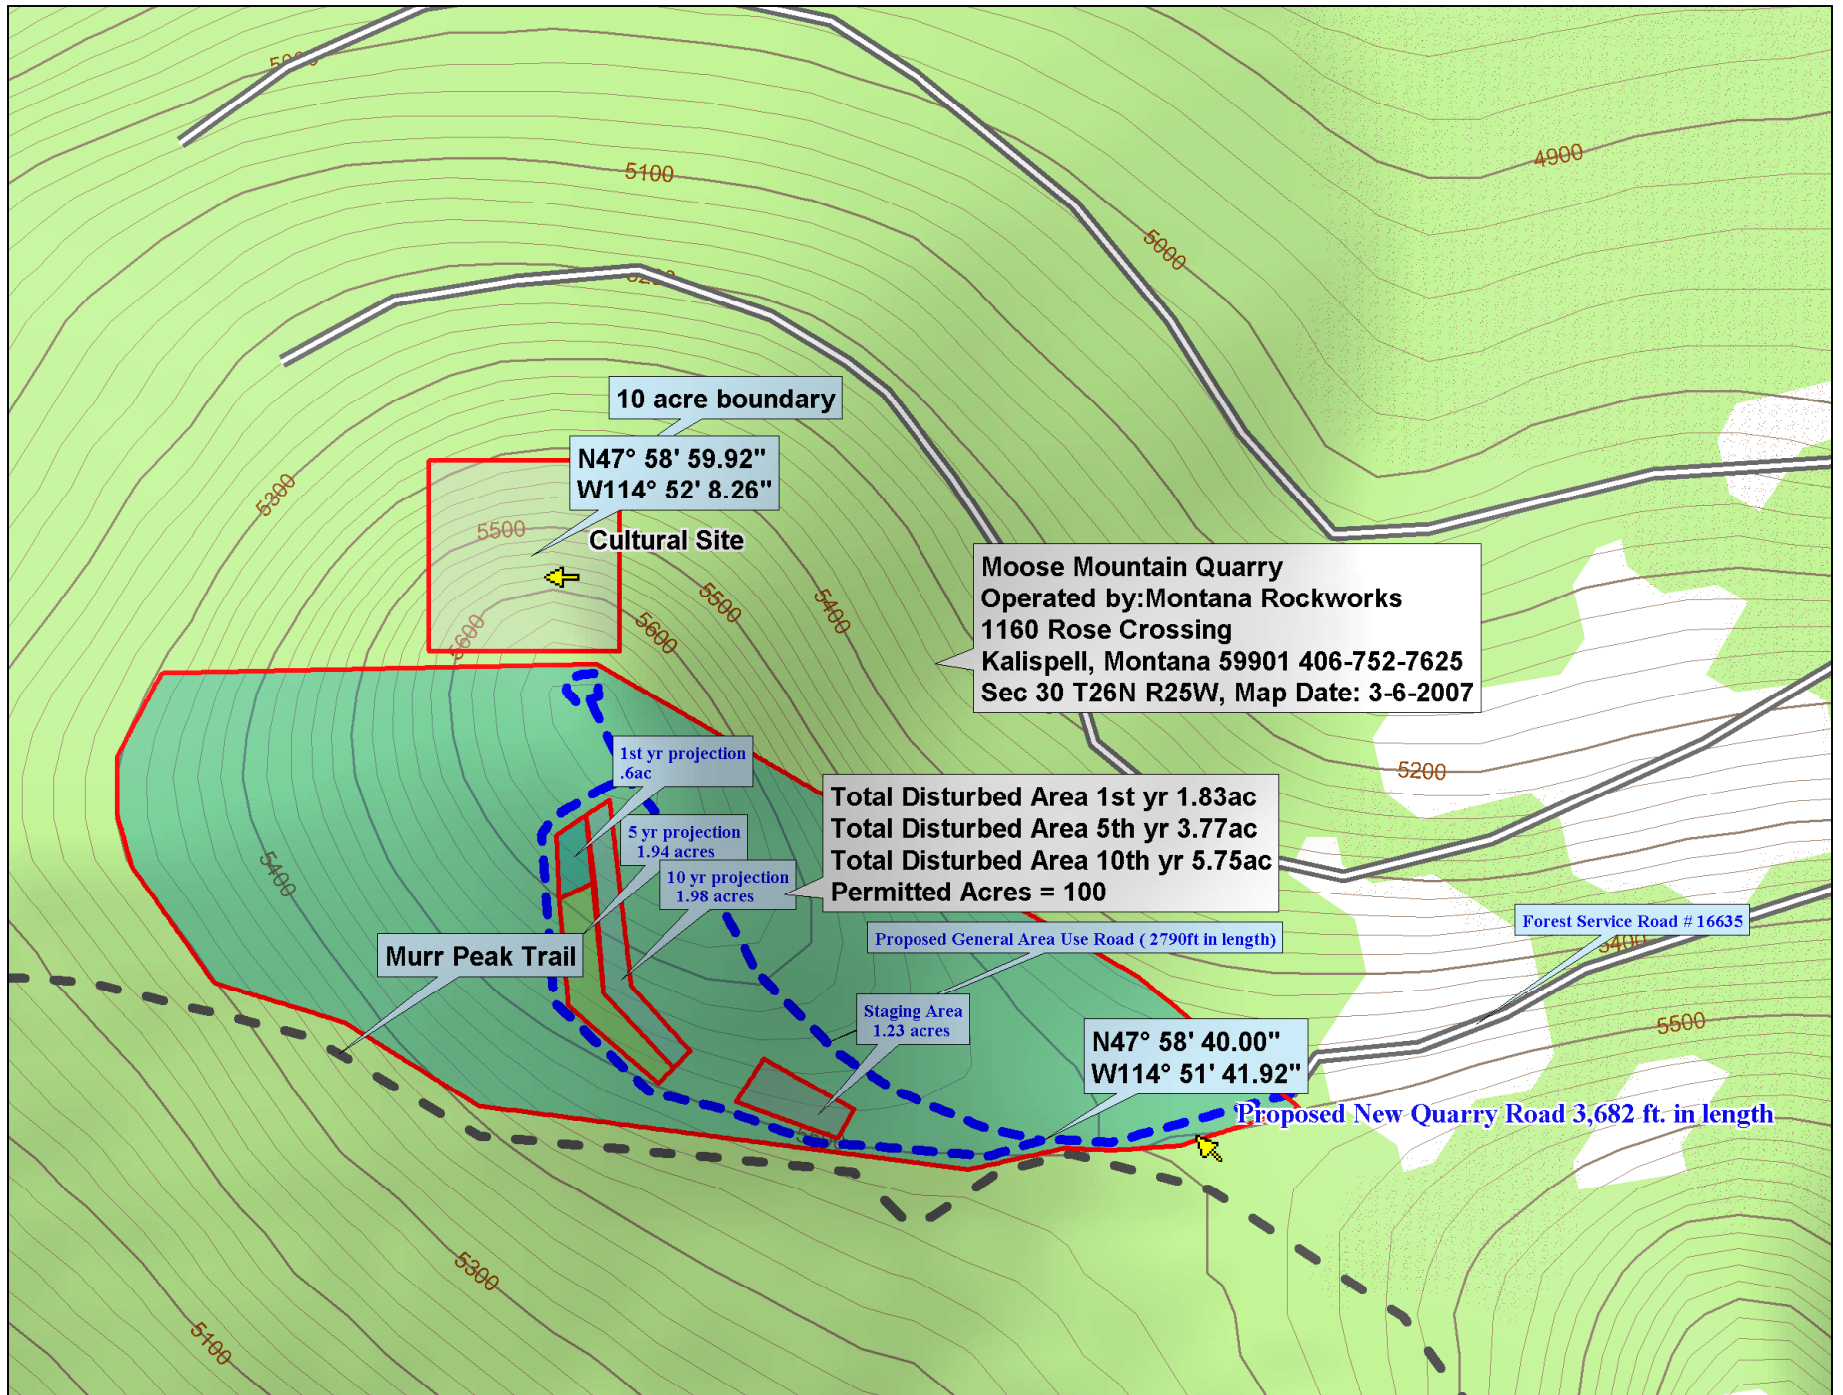 5100
4900
5000
10 acre boundary
N47° 58' 59.92"
W114° 52' 8.26"
5300
5500
Cultural Site
Moose Mountain Quarry
Operated by:Montana Rockworks
1160 Rose Crossing
Kalispell, Montana 59901 406-752-7625
Sec 30 T26N R25W, Map Date: 3-6-2007
5500
5400
5600
5600
1st yr projection
.6ac
5200
Total Disturbed Area 1st yr 1.83ac
Total Disturbed Area 5th yr 3.77ac
Total Disturbed Area 10th yr 5.75ac
Permitted Acres = 100
5 yr projection
1.94 acres
10 yr projection
1.98 acres
5400
Forest Service Road # 16635
5400
Proposed General Area Use Road ( 2790ft in length)
Murr Peak Trail
Staging Area
1.23 acres
5500
N47° 58' 40.00"
W114° 51' 41.92"
Proposed New Quarry Road 3,682 ft. in length
5300
5100